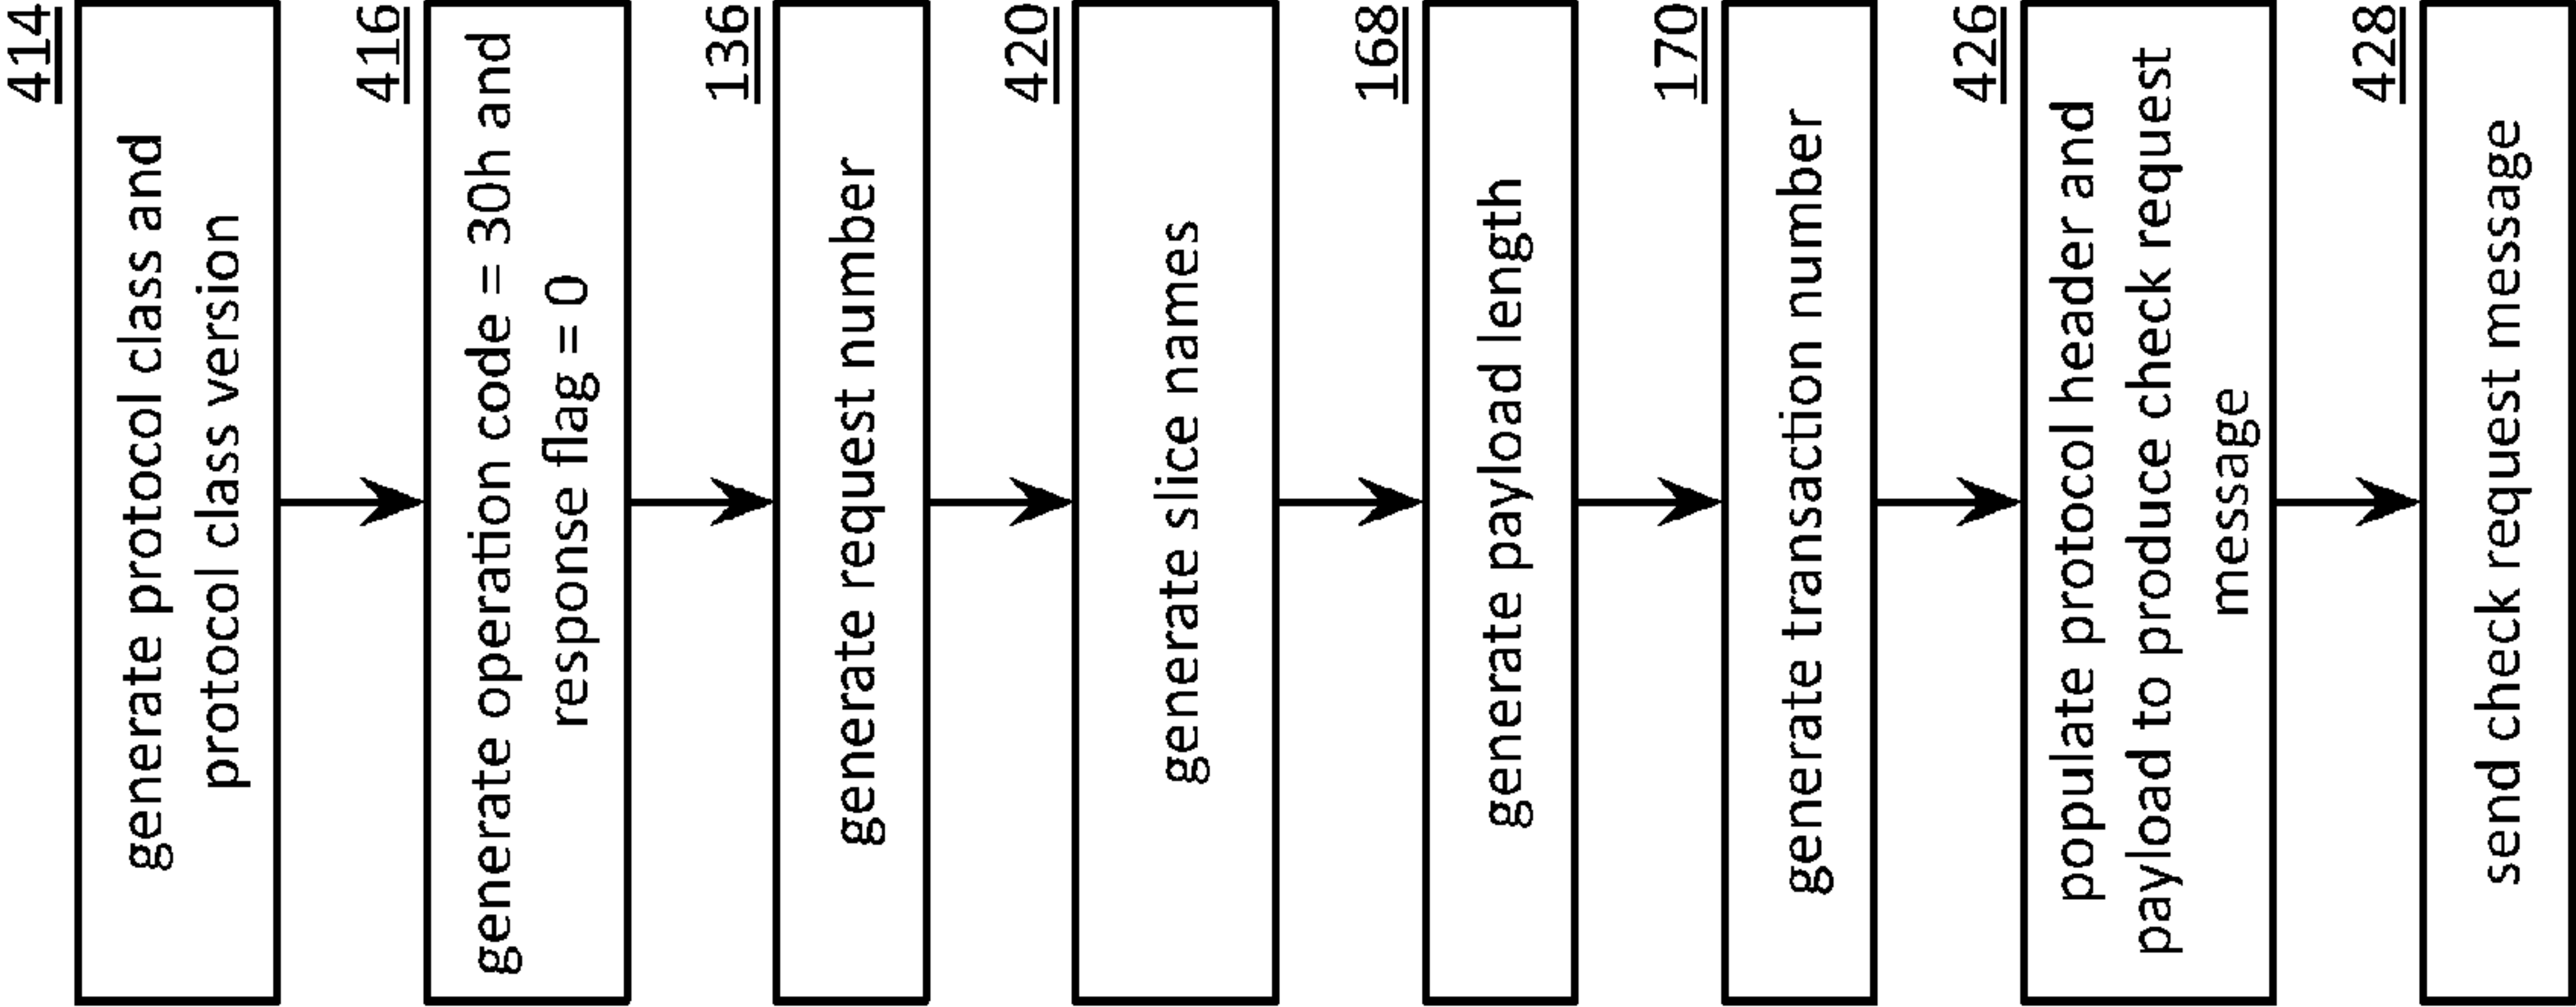 414
generate protocol class and
protocol class version
416
generate operation code = 30h and
response flag = 0
136
generate request number
420
generate slice names
168
generate payload length
170
generate transaction number
426
populate protocol header and
payload to produce check request
message
428
send check request message